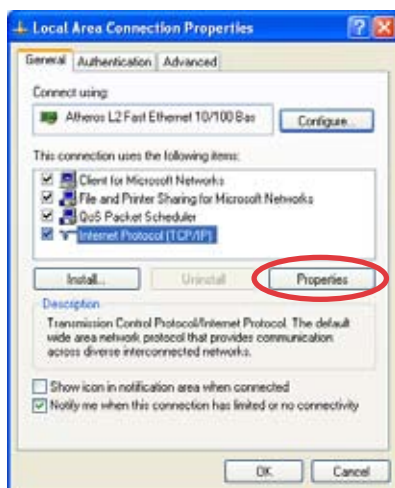 Local Area Connection Properties
General Authentication Advanced
Connect using:
Atheros L2 Fast Ethernet 10/100 Bas Configure...
This connection uses the following items:
Client for Microsoft Networks
File and Printer Sharing for Microsoft Networks
QoS Packet Scheduler
Internet Protocol (TCP/IP)
Install... Uninstall Properties
Description
Transmission Control Protocol/Internet Protocol. The default
wide area network protocol that provides communication
across diverse interconnected networks.
Show icon in notification area when connected
Notify me when this connection has limited or no connectivity
OK Cancel